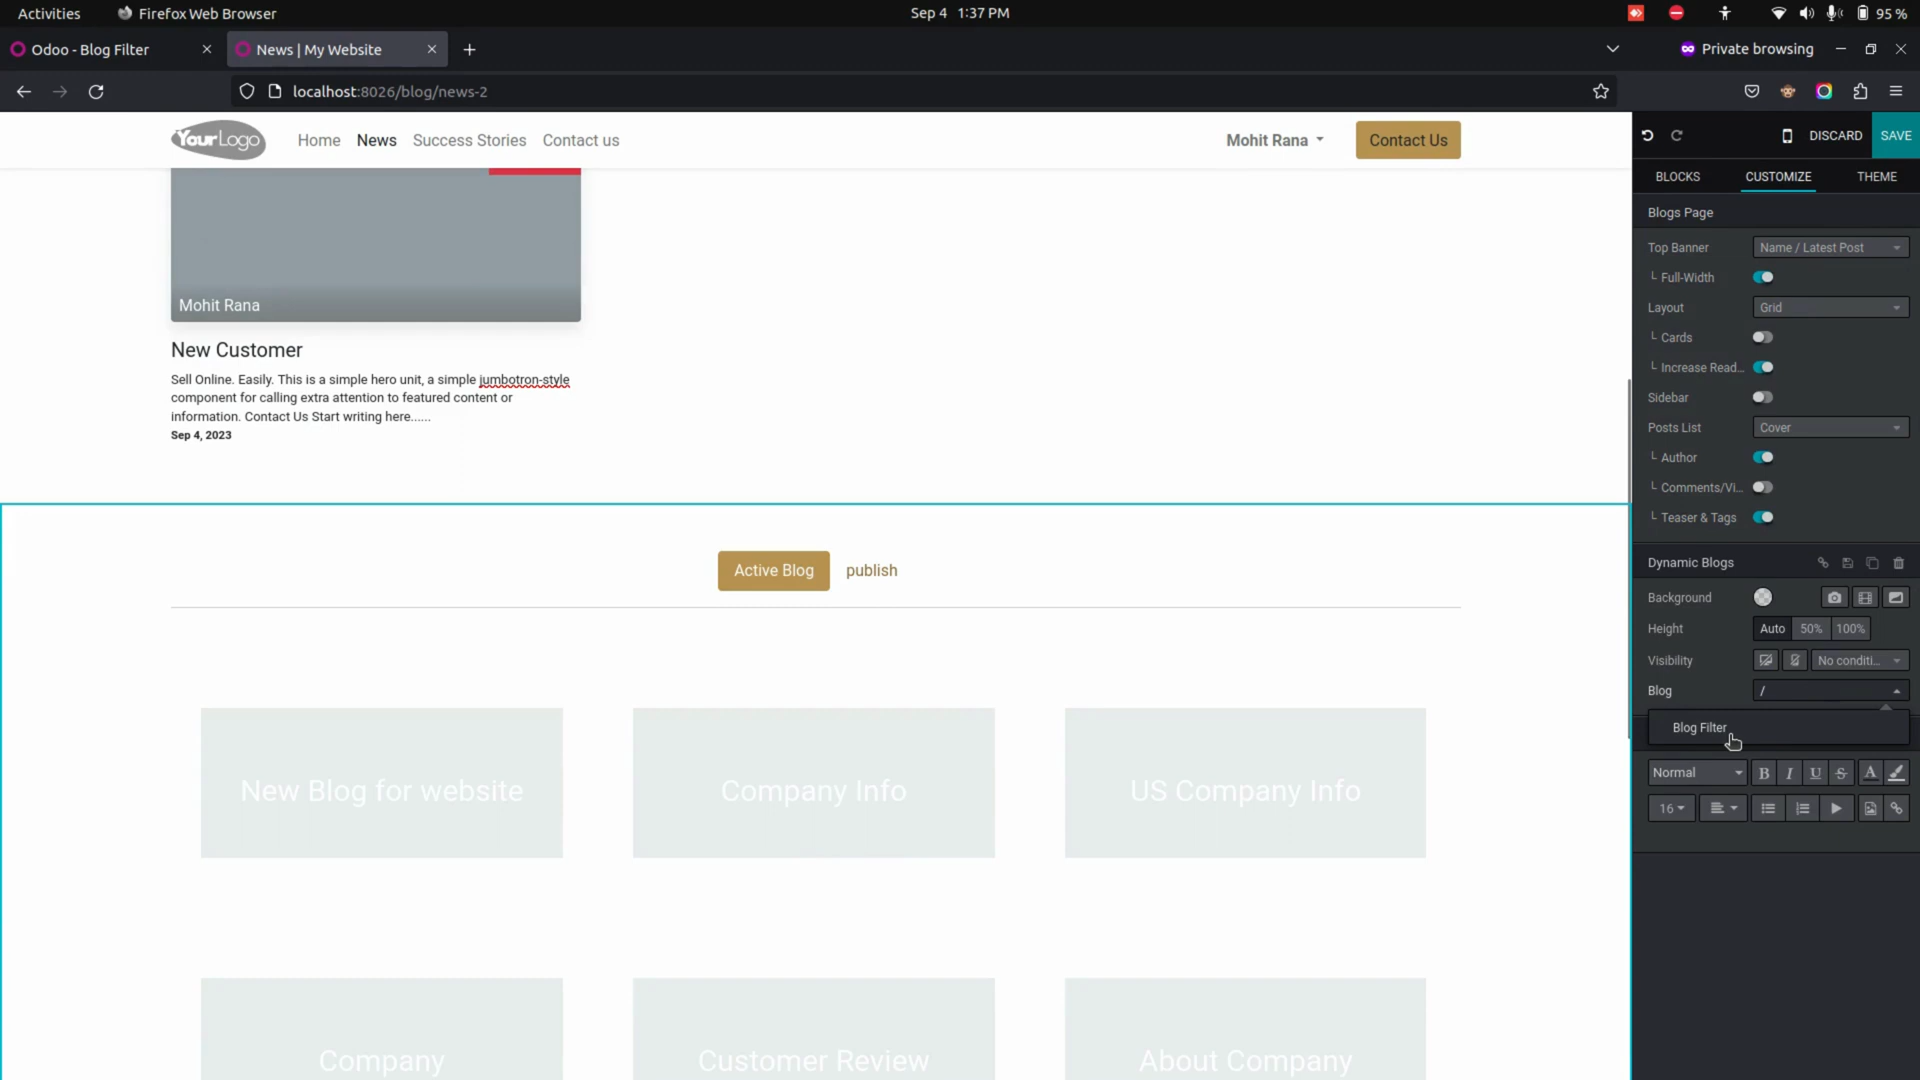 Activities
Firefox Web Browser
Sep 4 1:37 PM
95 %
Odoo - Blog Filter
News | My Website
Private browsing
localhost:8026/blog/news-2
YourLogo
Home
News
Success Stories
Contact us
Mohit Rana
Contact Us
DISCARD
SAVE
BLOCKS
CUSTOMIZE
THEME
Mohit Rana
New Customer
Sell Online. Easily. This is a simple hero unit, a simple jumbotron-style
component for calling extra attention to featured content or
information. Contact Us Start writing here......
Sep 4, 2023
Active Blog
publish
New Blog for website
Company Info
US Company Info
Company
Customer Review
About Company
Blogs Page
Top Banner
Name / Latest Post
Full-Width
Layout
Grid
Cards
Increase Read...
Sidebar
Posts List
Cover
Author
Comments/Vi...
Teaser & Tags
Dynamic Blogs
Background
Height
Auto
50%
100%
Visibility
No conditi...
Blog
/
Blog Filter
Normal
B
I
U
S
A
16